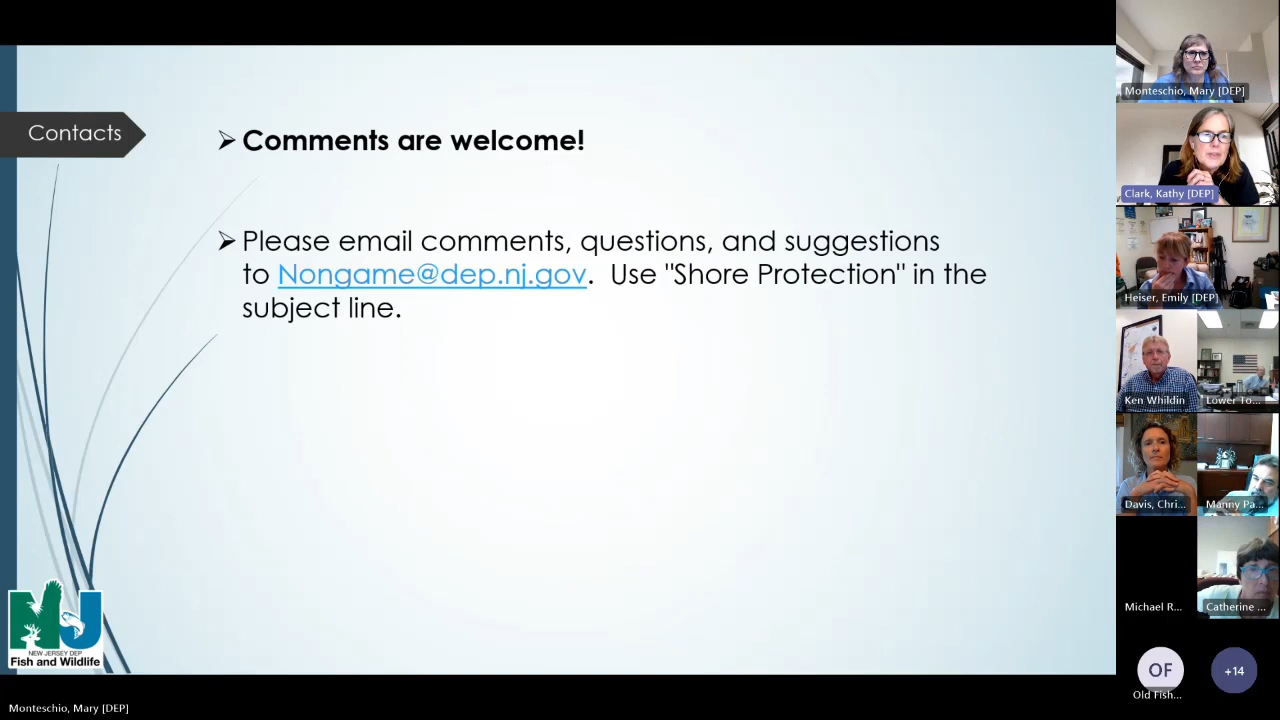 Contacts
Comments are welcome!
Please email comments, questions, and suggestions
to Nongame@dep.nj.gov. Use "Shore Protection" in the
subject line.
NJ
NEW JERSEY DEP
Fish and Wildlife
Monteschio, Mary [DEP]
Monteschio, Mary [DEP]
Clark, Kathy [DEP]
Heiser, Emily [DEP]
Ken Whildin
Lower To...
Davis, Chri...
Manny Pa...
Michael R...
Catherine ...
OF
Old Fish...
+14